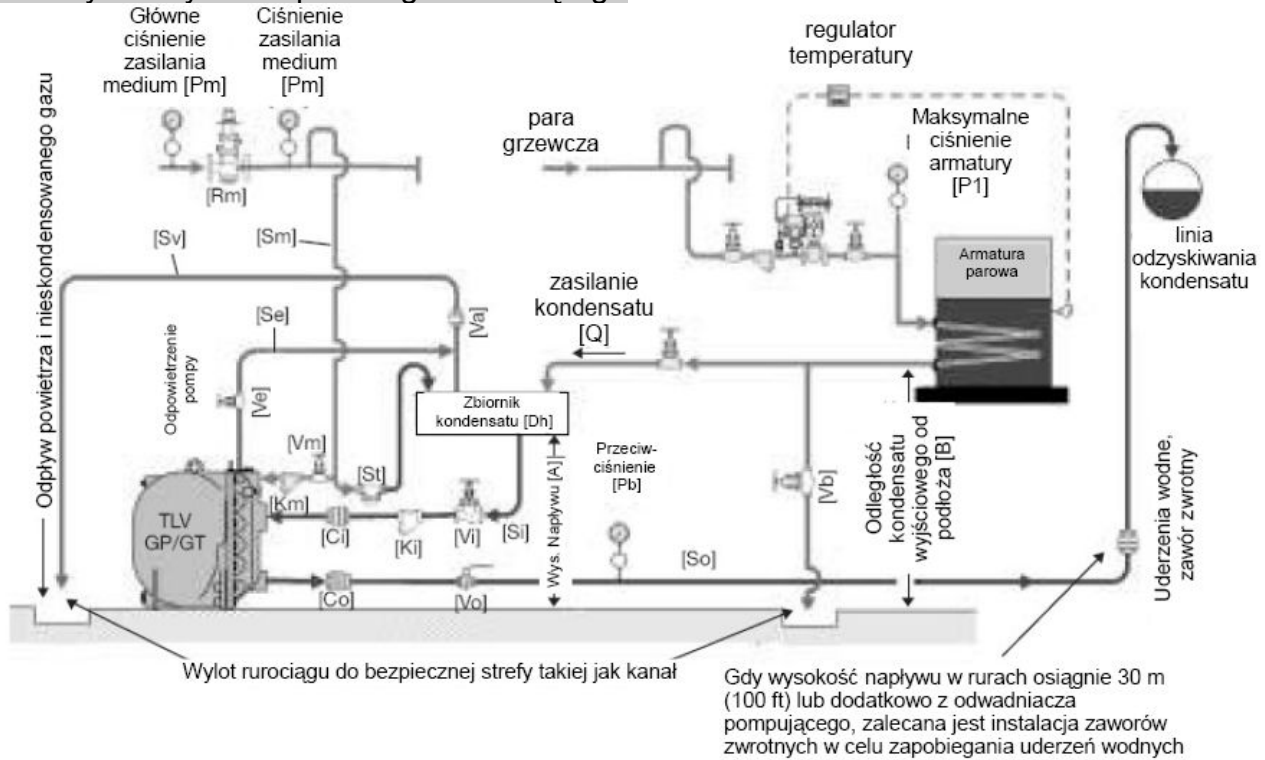 Główne
ciśnienie
zasilania
medium [Pm]
Ciśnienie
zasilania
medium
[Pm]
regulator
temperatury
para
grzewcza
Maksymalne
ciśnienie
armatury
[P1]
Odpływ powietrza i nieskondensowanego gazu
[Rm]
[Sv]
[Sm]
linia
odzyskiwania
kondensatu
Armatura
parowa
zasilanie
kondensatu
[Q]
[Se]
[Va]
Odpowietrzenie
pompy
[Ve]
Zbiornik
kondensatu [Dh]
[Vm]
[St]
Przeciw-
ciśnienie
[Pb]
Wys. Napływu [A]
[Vb]
Odległość
kondensatu
wyjściowego od
podłoża [B]
Uderzenia wodne,
zawór zwrotny
TLV
GP/GT
[Km]
[Ci]
[Ki]
[Vi]
[Si]
[So]
[Co]
[Vo]
Wylot rurociągu do bezpiecznej strefy takiej jak kanał
Gdy wysokość napływu w rurach osiągnie 30 m
(100 ft) lub dodatkowo z odwadniacza
pompującego, zalecana jest instalacja zaworów
zwrotnych w celu zapobiegania uderzeń wodnych